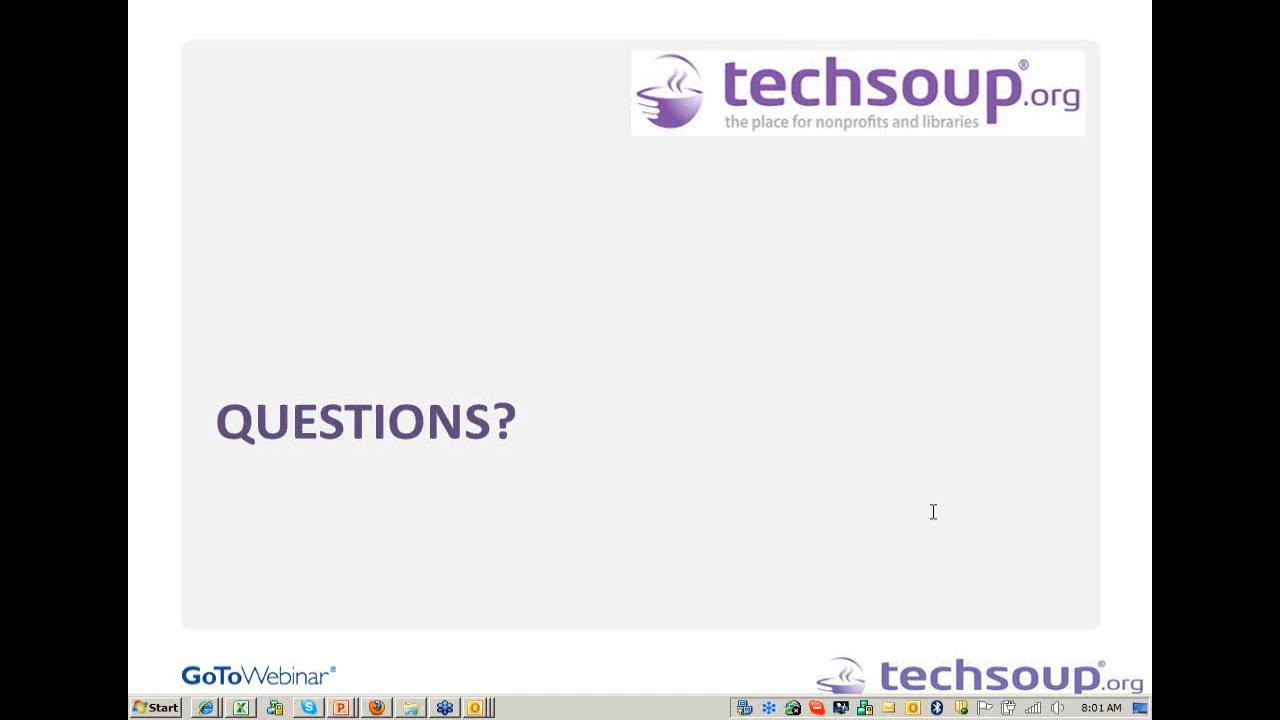 techsoup®.org
the place for nonprofits and libraries
QUESTIONS?
GoToWebinar®
techsoup®.org
Start
8:01 AM